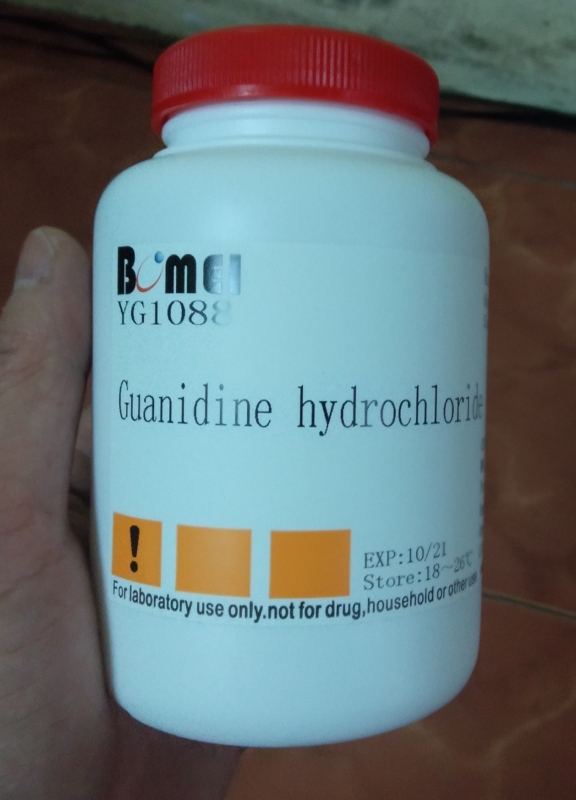 BOMEI
YG1088
Guanidine hydrochloride
!
EXP:10/21
Store:18～26℃
For laboratory use only.not for drug,household or other use